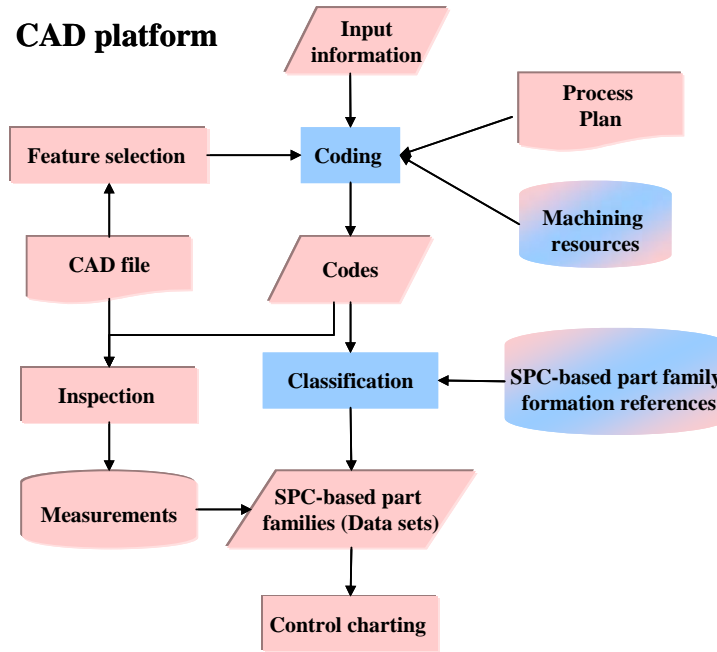 CAD platform
Input
information
Process
Plan
Feature selection
Coding
Machining
resources
CAD file
Codes
Classification
SPC-based part family
formation references
Inspection
SPC-based part
families (Data sets)
Measurements
Control charting